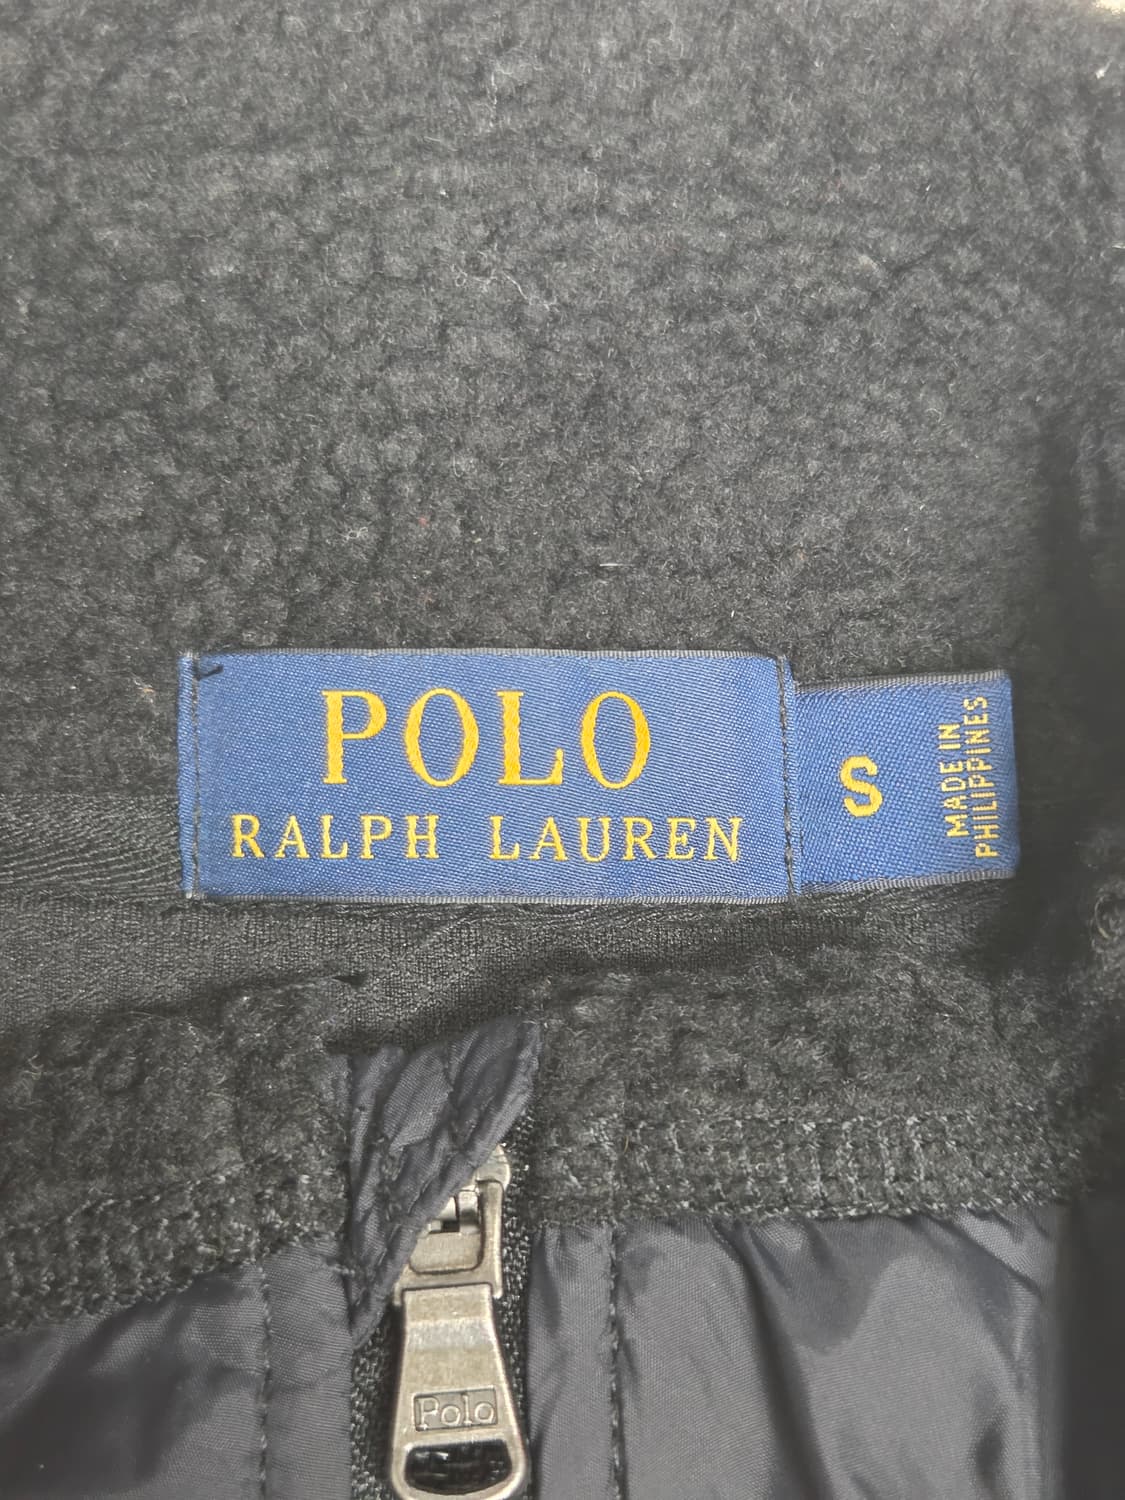 POLO
RALPH LAUREN
S
MADE IN
PHILIPPINES
Polo